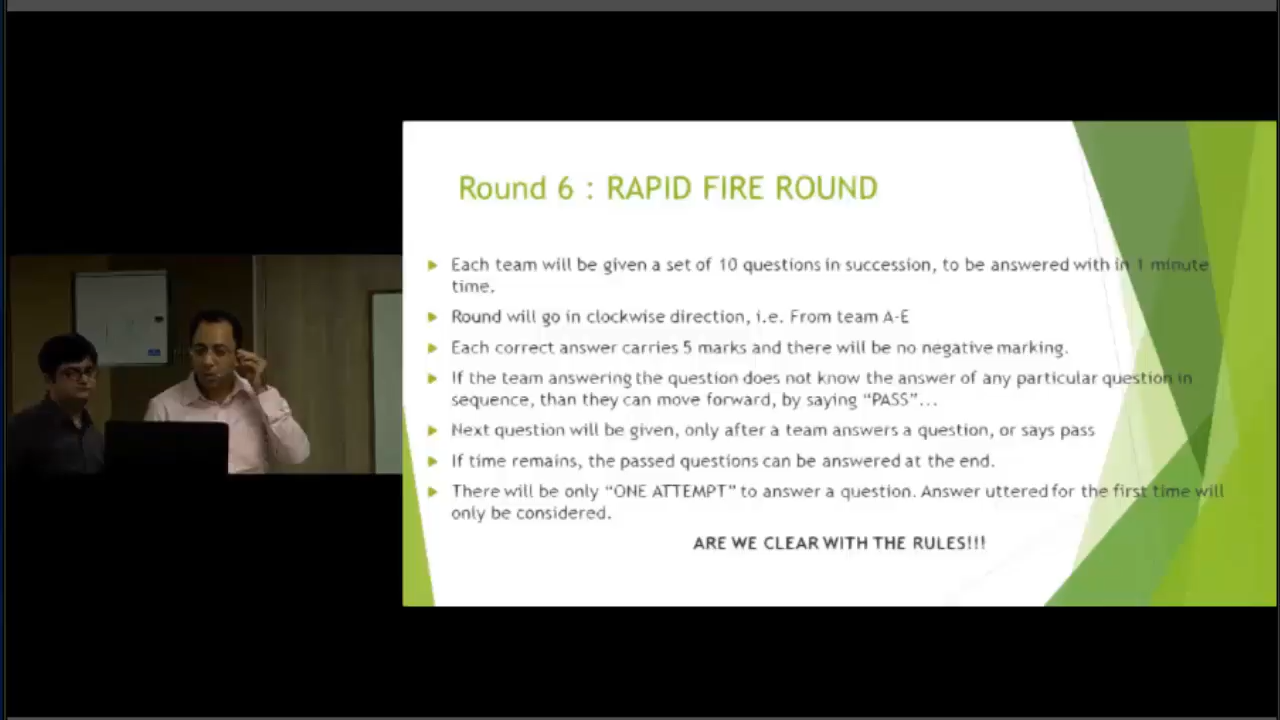 Round 6 : RAPID FIRE ROUND
Each team will be given a set of 10 questions in succession, to be answered with in 1 minute
time.
Round will go in clockwise direction, i.e. From team A-E
Each correct answer carries 5 marks and there will be no negative marking.
If the team answering the question does not know the answer of any particular question in
sequence, than they can move forward, by saying “PASS”...
Next question will be given, only after a team answers a question, or says pass
If time remains, the passed questions can be answered at the end.
There will be only “ONE ATTEMPT” to answer a question. Answer uttered for the first time will
only be considered.
ARE WE CLEAR WITH THE RULES!!!